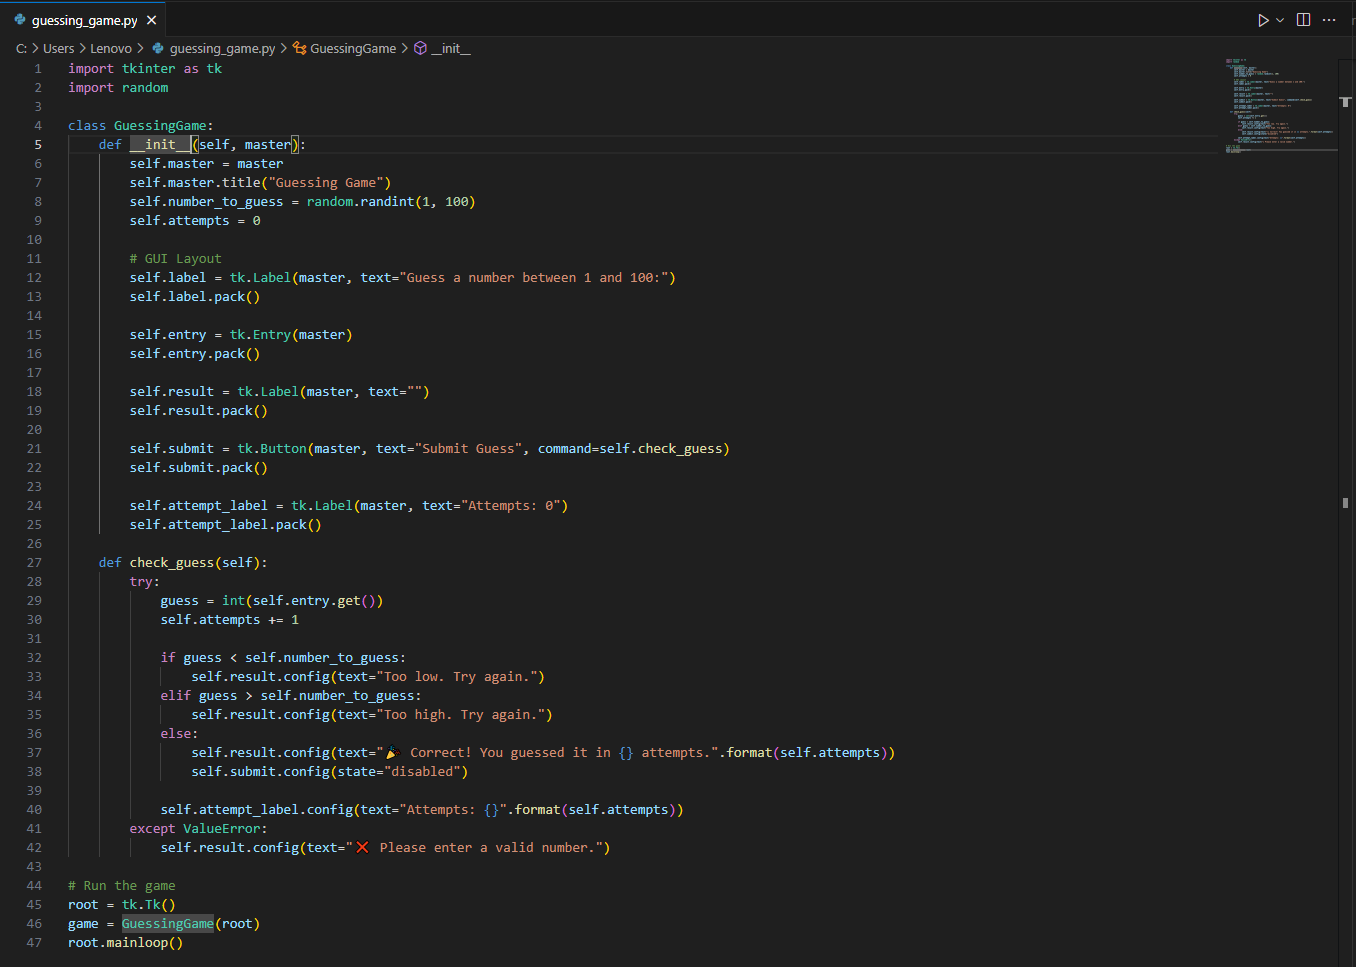 guessing_game.py
C: > Users > Lenovo > guessing_game.py > GuessingGame > __init__
1 import tkinter as tk
2 import random
3
4 class GuessingGame:
5     def __init__(self, master):
6         self.master = master
7         self.master.title("Guessing Game")
8         self.number_to_guess = random.randint(1, 100)
9         self.attempts = 0
10
11         # GUI Layout
12         self.label = tk.Label(master, text="Guess a number between 1 and 100:")
13         self.label.pack()
14
15         self.entry = tk.Entry(master)
16         self.entry.pack()
17
18         self.result = tk.Label(master, text="")
19         self.result.pack()
20
21         self.submit = tk.Button(master, text="Submit Guess", command=self.check_guess)
22         self.submit.pack()
23
24         self.attempt_label = tk.Label(master, text="Attempts: 0")
25         self.attempt_label.pack()
26
27     def check_guess(self):
28         try:
29             guess = int(self.entry.get())
30             self.attempts += 1
31
32             if guess < self.number_to_guess:
33                 self.result.config(text="Too low. Try again.")
34             elif guess > self.number_to_guess:
35                 self.result.config(text="Too high. Try again.")
36             else:
37                 self.result.config(text="🎉 Correct! You guessed it in {} attempts.".format(self.attempts))
38                 self.submit.config(state="disabled")
39
40             self.attempt_label.config(text="Attempts: {}".format(self.attempts))
41         except ValueError:
42             self.result.config(text="❌ Please enter a valid number.")
43
44 # Run the game
45 root = tk.Tk()
46 game = GuessingGame(root)
47 root.mainloop()